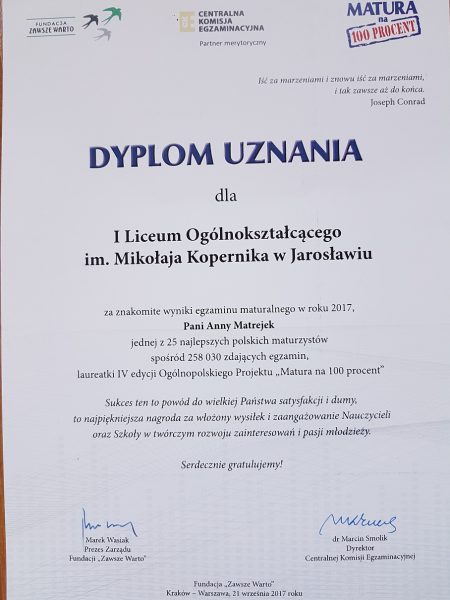 FUNDACJA
ZAWSZE WARTO
CENTRALNA
KOMISJA
EGZAMINACYJNA
Partner merytoryczny
MATURA
na
100 PROCENT
Iść za marzeniami i znowu iść za marzeniami,
i tak zawsze aż do końca.
Joseph Conrad
DYPLOM UZNANIA
dla
I Liceum Ogólnokształcącego
im. Mikołaja Kopernika w Jarosławiu
za znakomite wyniki egzaminu maturalnego w roku 2017,
Pani Anny Matrejek
jednej z 25 najlepszych polskich maturzystów
spośród 258 030 zdających egzamin,
laureatki IV edycji Ogólnopolskiego Projektu „Matura na 100 procent”
Sukces ten to powód do wielkiej Państwa satysfakcji i dumy,
to najpiękniejsza nagroda za włożony wysiłek i zaangażowanie Nauczycieli
oraz Szkoły w twórczym rozwoju zainteresowań i pasji młodzieży.
Serdecznie gratulujemy!
Marek Wasiak
Prezes Zarządu
Fundacji „Zawsze Warto”
dr Marcin Smolik
Dyrektor
Centralnej Komisji Egzaminacyjnej
Fundacja „Zawsze Warto”
Kraków – Warszawa, 21 września 2017 roku